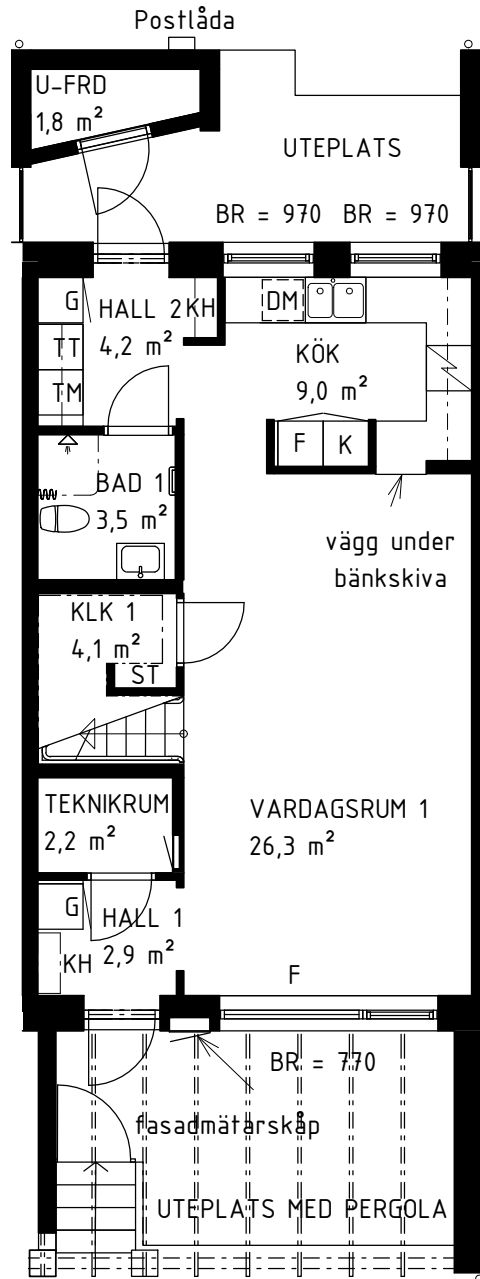 Postlåda
U-FRD
1,8 m²
UTEPLATS
BR = 970
BR = 970
G
HALL 2
KH
4,2 m²
DM
TT
TM
KÖK
9,0 m²
F
K
BAD 1
3,5 m²
vägg under
bänkskiva
KLK 1
4,1 m²
ST
TEKNIKRUM
2,2 m²
VARDAGSRUM 1
26,3 m²
G
HALL 1
2,9 m²
KH
F
BR = 770
fasadmätarskåp
UTEPLATS MED PERGOLA